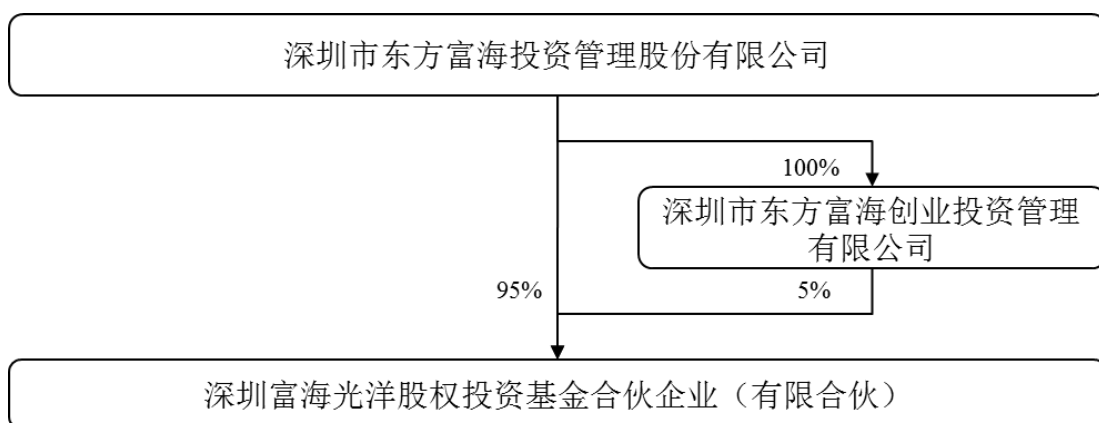 深圳市东方富海投资管理股份有限公司
100%
深圳市东方富海创业投资管理
有限公司
95%
5%
深圳富海光洋股权投资基金合伙企业（有限合伙）